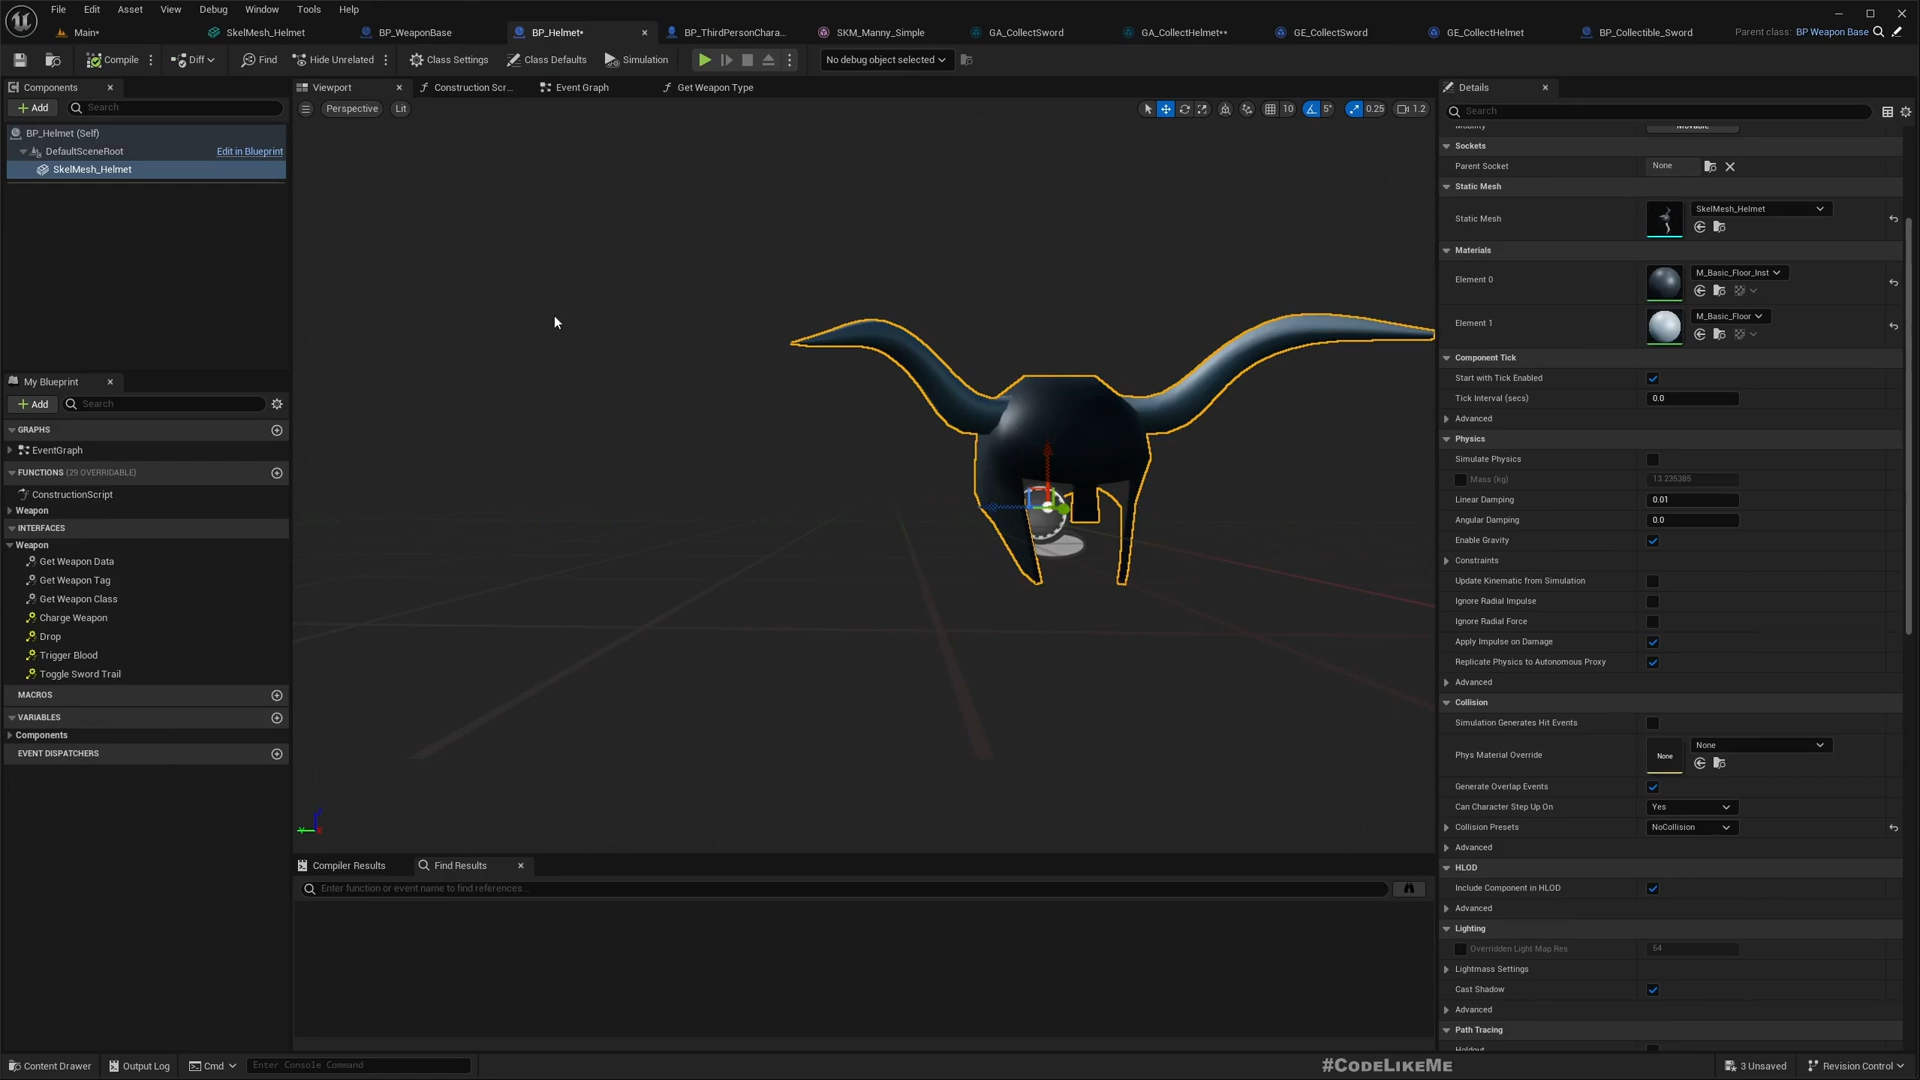 File Edit Asset View Debug Window Tools Help
Main• SkelMesh_Helmet BP_WeaponBase BP_Helmet• BP_ThirdPersonChara... SKM_Manny_Simple GA_CollectSword GA_CollectHelmet•• GE_CollectSword GE_CollectHelmet BP_Collectible_Sword Parent class: BP Weapon Base
Compile Diff Find Hide Unrelated Class Settings Class Defaults Simulation No debug object selected
Components
Add Search
BP_Helmet (Self)
DefaultSceneRoot Edit in Blueprint
SkelMesh_Helmet
My Blueprint
Add Search
GRAPHS
EventGraph
FUNCTIONS (29 OVERRIDABLE)
ConstructionScript
Weapon
INTERFACES
Weapon
Get Weapon Data
Get Weapon Tag
Get Weapon Class
Charge Weapon
Drop
Trigger Blood
Toggle Sword Trail
MACROS
VARIABLES
Components
EVENT DISPATCHERS
Viewport Construction Scr... Event Graph Get Weapon Type
Perspective Lit 10 5° 0.25 1.2
Compiler Results Find Results
Enter function or event name to find references...
Details
Search
Mobility Movable
Sockets
Parent Socket None
Static Mesh
Static Mesh SkelMesh_Helmet
Materials
Element 0 M_Basic_Floor_Inst
Element 1 M_Basic_Floor
Component Tick
Start with Tick Enabled
Tick Interval (secs) 0.0
Advanced
Physics
Simulate Physics
Mass (kg) 13.235385
Linear Damping 0.01
Angular Damping 0.0
Enable Gravity
Constraints
Update Kinematic from Simulation
Ignore Radial Impulse
Ignore Radial Force
Apply Impulse on Damage
Replicate Physics to Autonomous Proxy
Advanced
Collision
Simulation Generates Hit Events
Phys Material Override None None
Generate Overlap Events
Can Character Step Up On Yes
Collision Presets NoCollision
Advanced
HLOD
Include Component in HLOD
Advanced
Lighting
Overridden Light Map Res 64
Lightmass Settings
Cast Shadow
Advanced
Path Tracing
Holdout
Content Drawer Output Log Cmd Enter Console Command #CodeLikeMe 3 Unsaved Revision Control